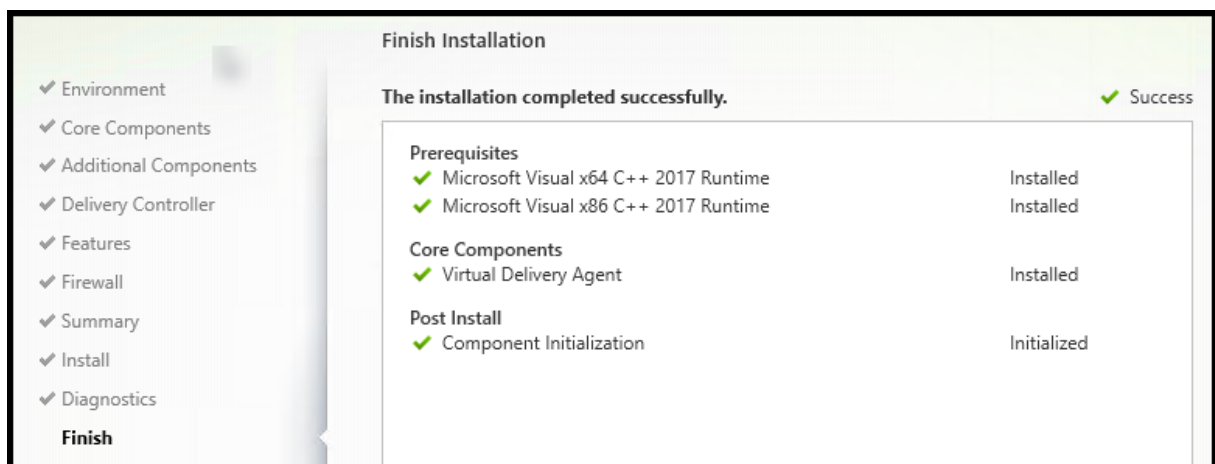 Finish Installation
Environment
Core Components
Additional Components
Delivery Controller
Features
Firewall
Summary
Install
Diagnostics
Finish
The installation completed successfully. Success
Prerequisites
Microsoft Visual x64 C++ 2017 Runtime Installed
Microsoft Visual x86 C++ 2017 Runtime Installed
Core Components
Virtual Delivery Agent Installed
Post Install
Component Initialization Initialized